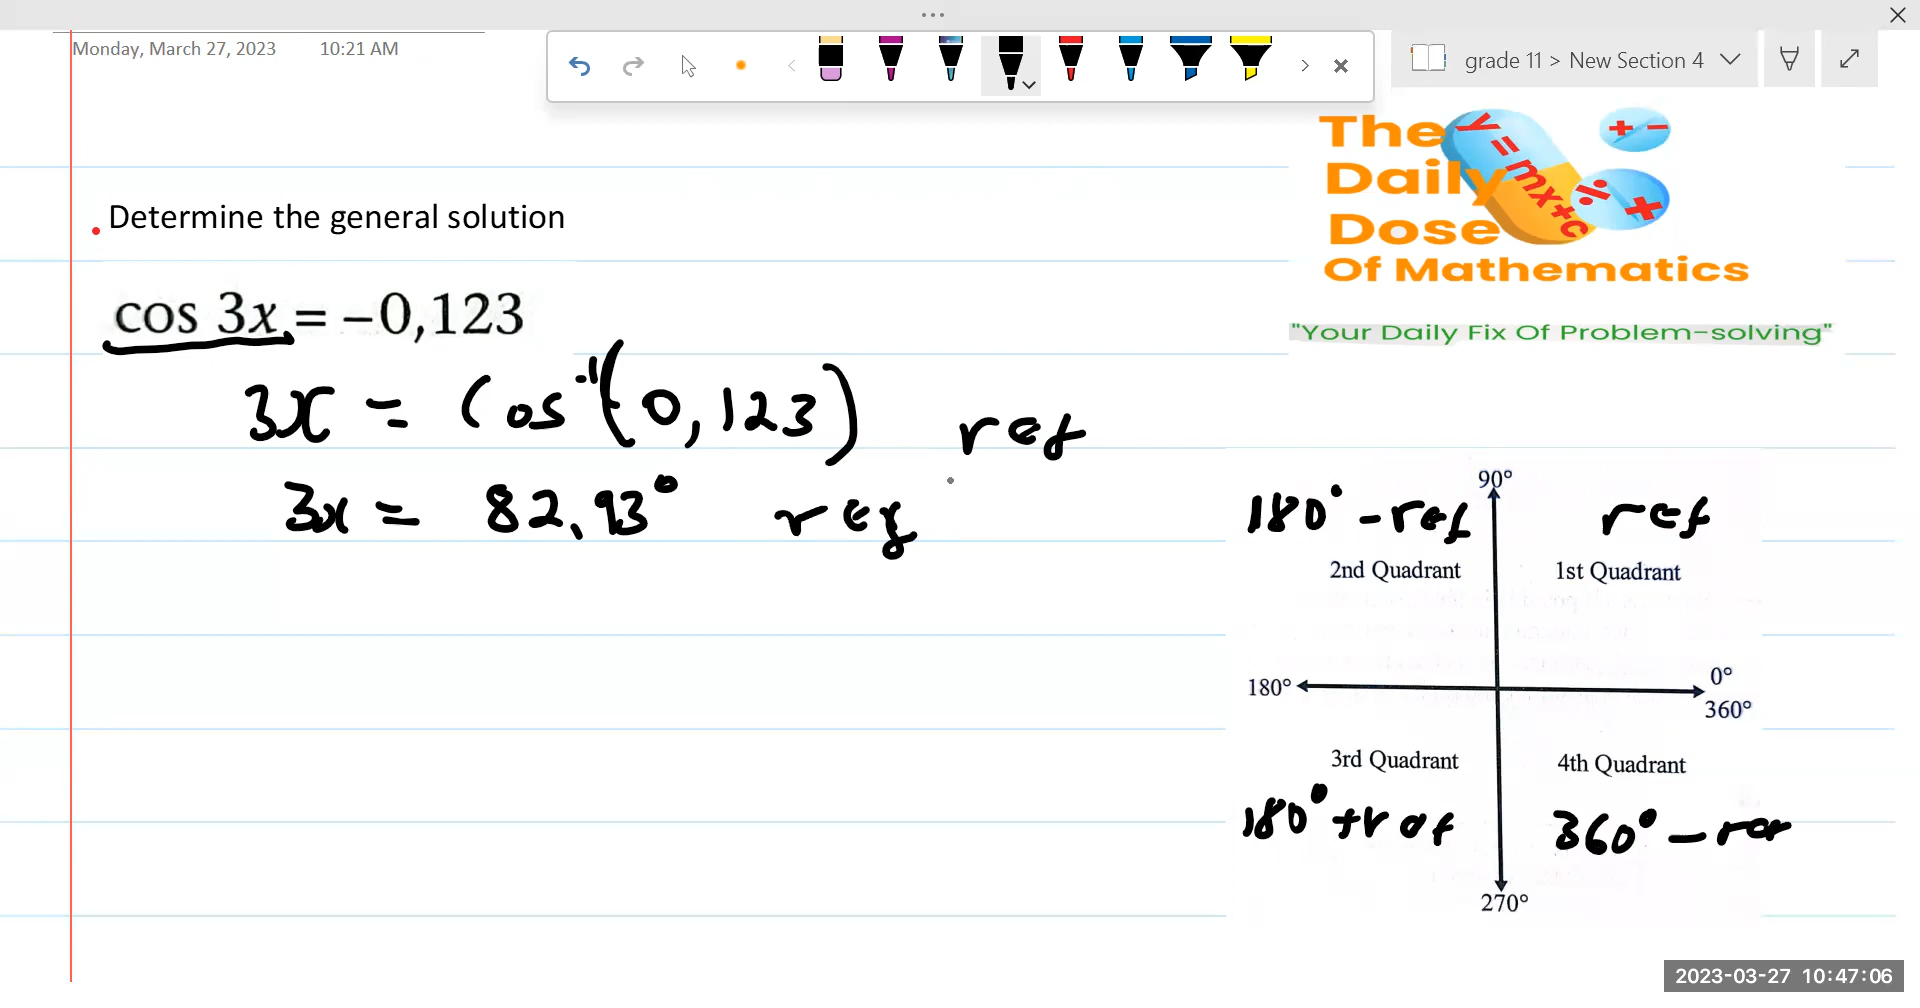 Monday, March 27, 2023 10:21 AM
grade 11 > New Section 4
The
Daily
Dose
Of Mathematics
y=mx+c
+ −
÷ ×
"Your Daily Fix Of Problem-solving"
Determine the general solution
cos 3x = −0,123
3x = cos⁻¹(0,123) ref
3x = 82,93° ref
90°
180° - ref ref
2nd Quadrant 1st Quadrant
180° 0°
360°
3rd Quadrant 4th Quadrant
180° + ref 360° - ref
270°
2023-03-27 10:47:06